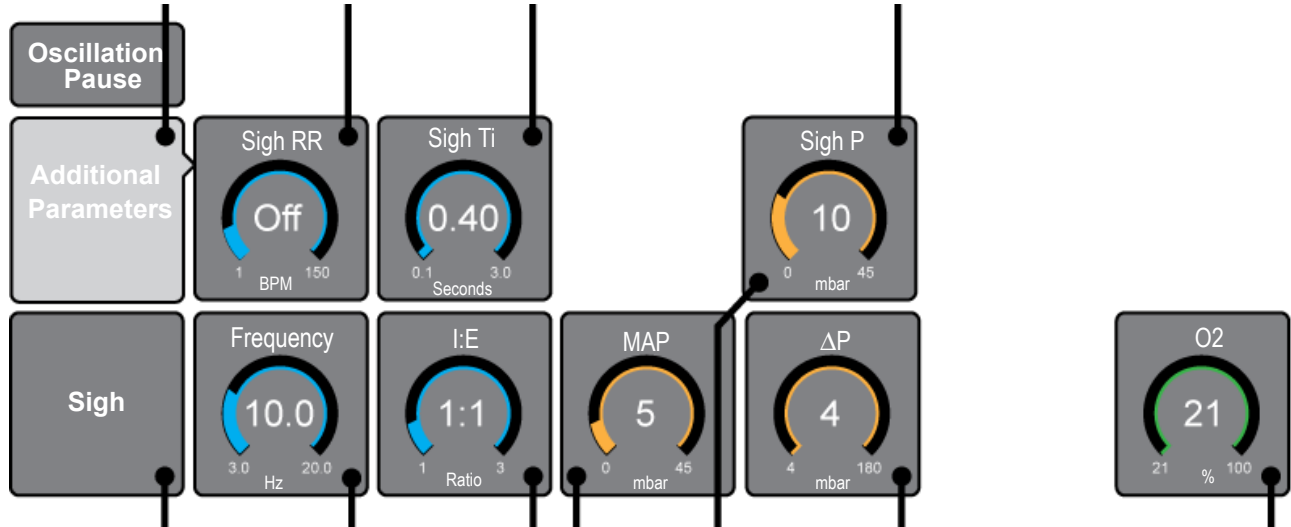 Oscillation
Pause
Additional
Parameters
Sigh RR
Off
1 150
BPM
Sigh Ti
0.40
0.1 3.0
Seconds
Sigh P
10
0 45
mbar
Sigh
Frequency
10.0
3.0 20.0
Hz
I:E
1:1
1 3
Ratio
MAP
5
0 45
mbar
ΔP
4
4 180
mbar
O2
21
21 100
%